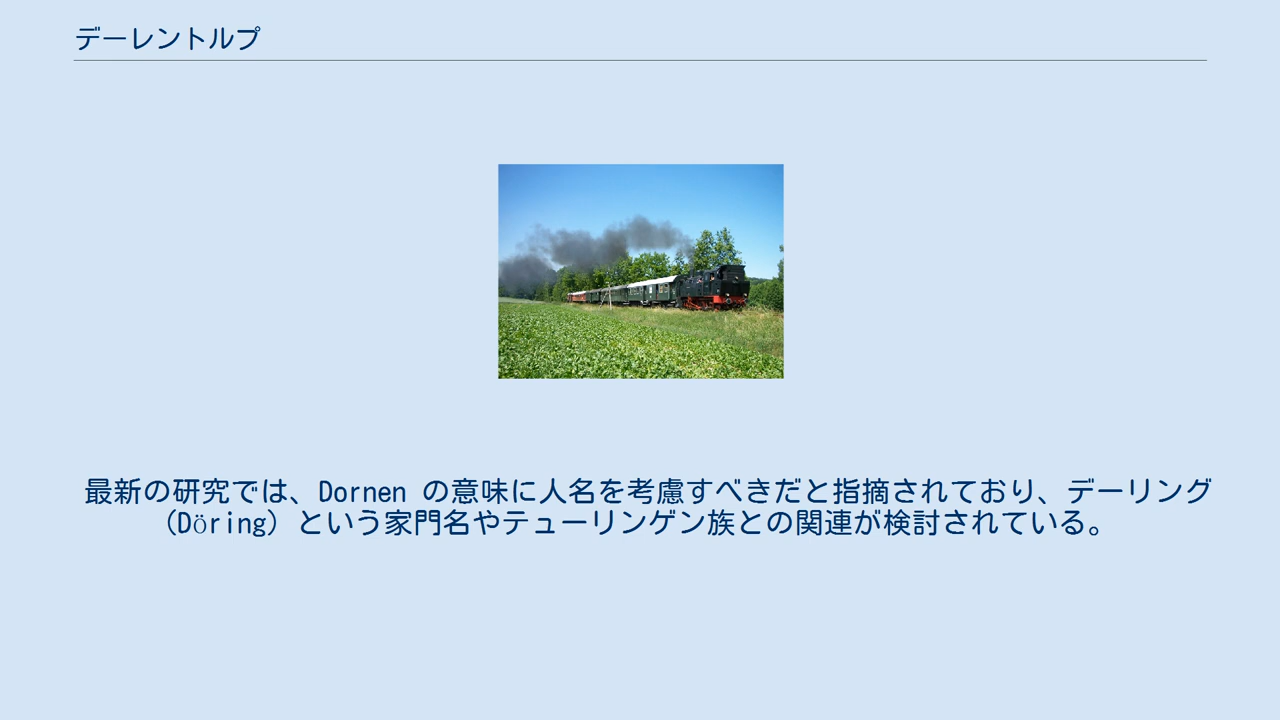 デーレントルプ
最新の研究では、Dornen の意味に人名を考慮すべきだと指摘されており、デーリング
（Döring）という家門名やテューリンゲン族との関連が検討されている。